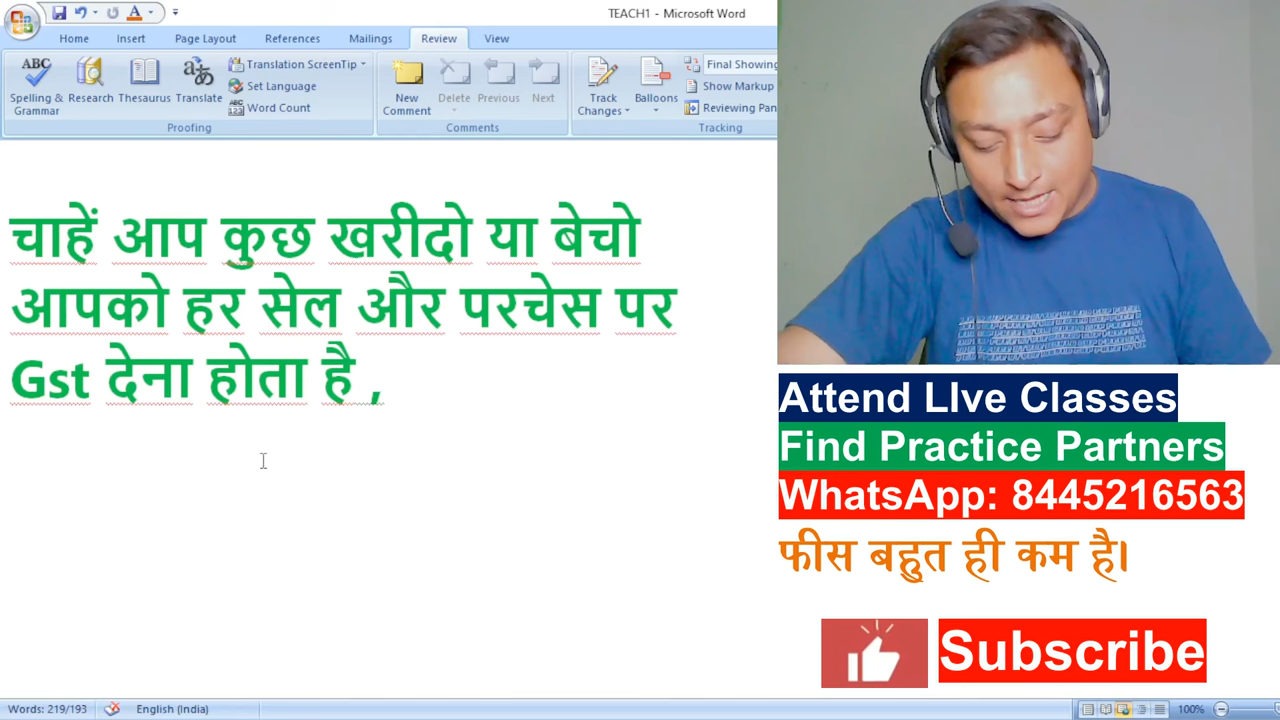 TEACH1 - Microsoft Word
Home Insert Page Layout References Mailings Review View
ABC
Spelling & Grammar
Research
Thesaurus
Translate
Translation ScreenTip
Set Language
Word Count
Proofing
New Comment
Delete
Previous
Next
Comments
Track Changes
Balloons
Final Showing
Show Markup
Reviewing Pan
Tracking
चाहें आप कुछ खरीदो या बेचो
आपको हर सेल और परचेस पर
Gst देना होता है ,
Attend LIve Classes
Find Practice Partners
WhatsApp: 8445216563
फीस बहुत ही कम है।
Subscribe
Words: 219/193 English (India) 100%